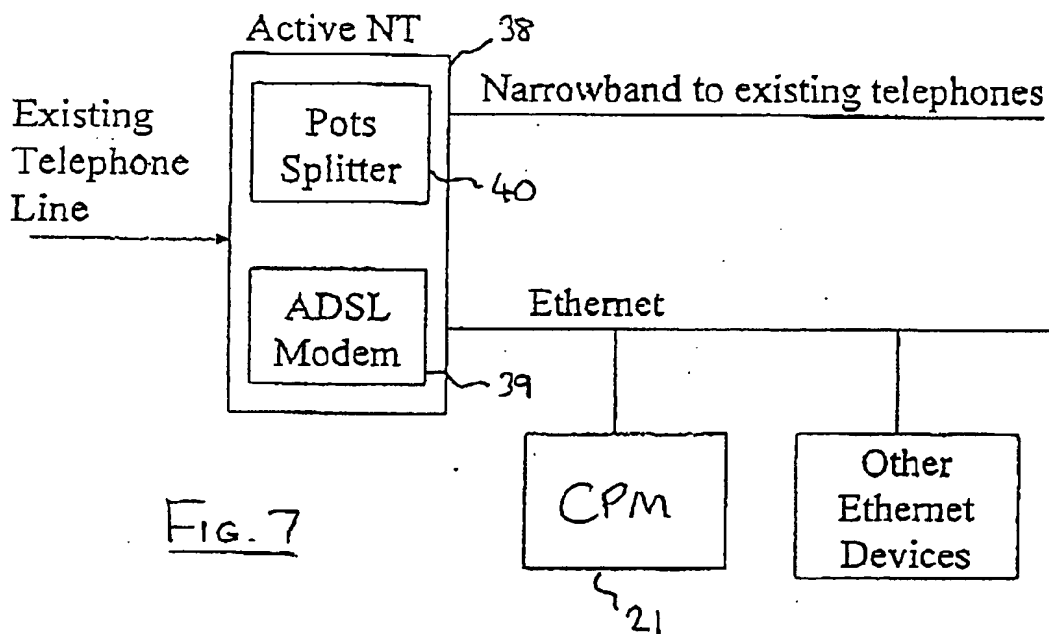 Active NT
38
Narrowband to existing telephones
Existing
Telephone
Line
Pots
Splitter
40
ADSL
Modem
39
Ethernet
CPM
21
Other
Ethernet
Devices
FIG. 7